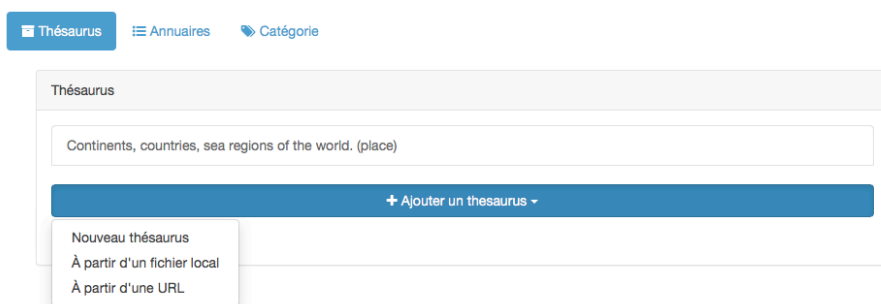 Thésaurus Annuaires Catégorie
Thésaurus
Continents, countries, sea regions of the world. (place)
+ Ajouter un thesaurus
Nouveau thésaurus
À partir d'un fichier local
À partir d'une URL